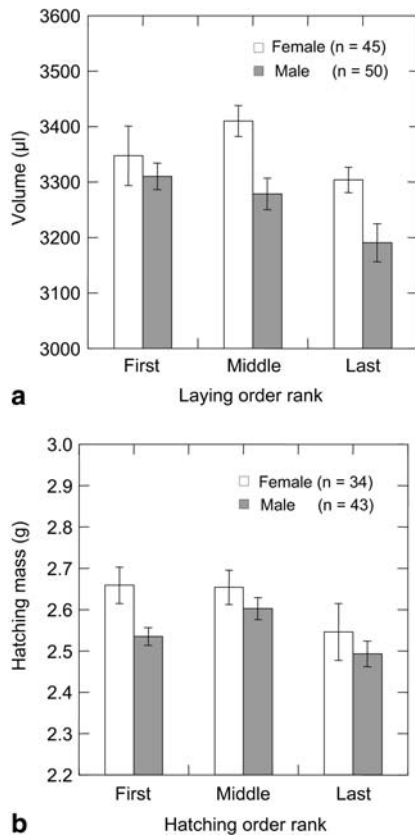 3600
3500
3400
3300
3200
3100
3000
Volume (µl)
Female (n = 45)
Male (n = 50)
First Middle Last
Laying order rank
a
3.0
2.9
2.8
2.7
2.6
2.5
2.4
2.3
2.2
Hatching mass (g)
Female (n = 34)
Male (n = 43)
First Middle Last
Hatching order rank
b